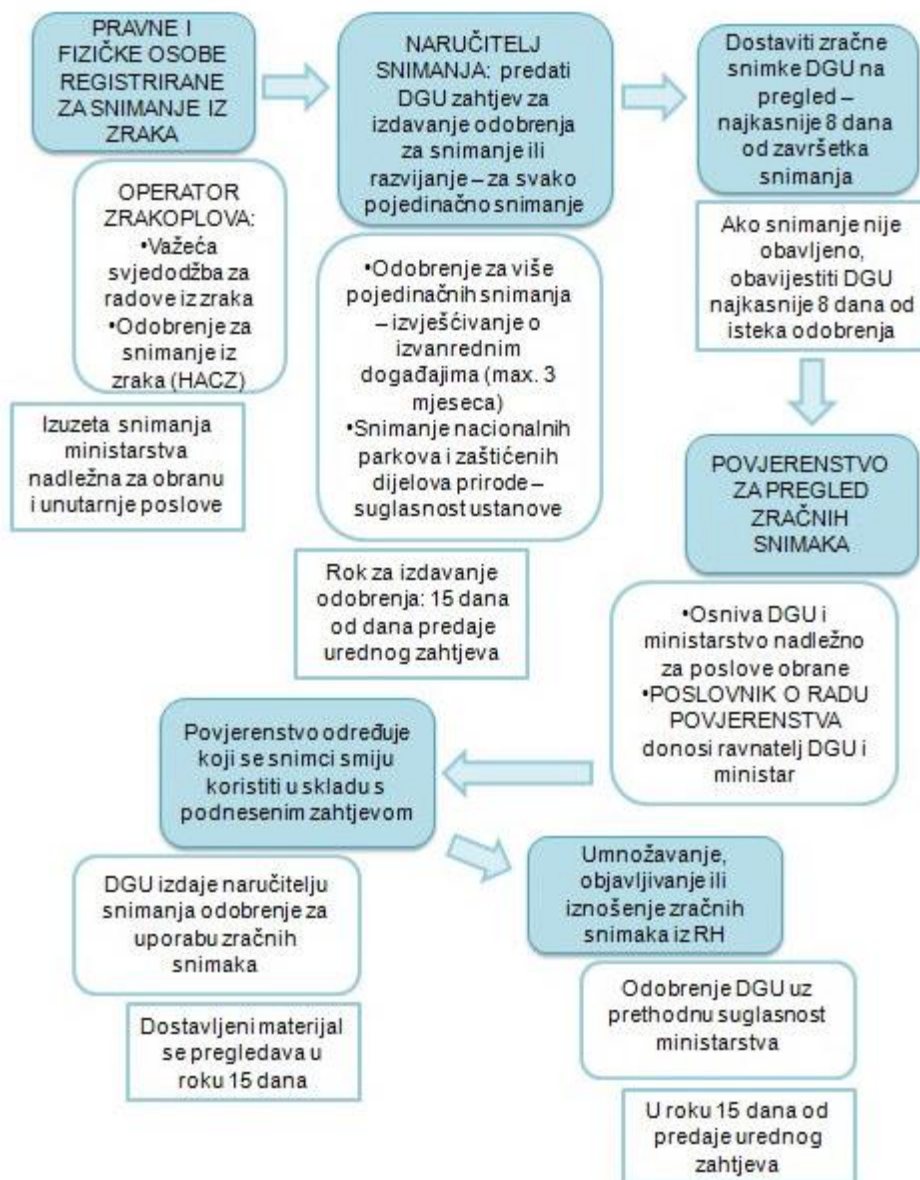 PRAVNE I
FIZIČKE OSOBE
REGISTRIRANE
ZA SNIMANJE IZ
ZRAKA
OPERATOR
ZRAKOPLOVA:
•Važeća
svjedodžba za
radove iz zraka
•Odobrenje za
snimanje iz
zraka (HACZ)
Izuzeta snimanja
ministarstva
nadležna za obranu
i unutarnje poslove
NARUČITELJ
SNIMANJA: predati
DGU zahtjev za
izdavanje odobrenja
za snimanje ili
razvijanje – za svako
pojedinačno snimanje
•Odobrenje za više
pojedinačnih snimanja
– izvješćivanje o
izvanrednim
događajima (max. 3
mjeseca)
•Snimanje nacionalnih
parkova i zaštićenih
dijelova prirode –
suglasnost ustanove
Rok za izdavanje
odobrenja: 15 dana
od dana predaje
urednog zahtjeva
Dostaviti zračne
snimke DGU na
pregled –
najkasnije 8 dana
od završetka
snimanja
Ako snimanje nije
obavljeno,
obavijestiti DGU
najkasnije 8 dana od
isteka odobrenja
POVJERENSTVO
ZA PREGLED
ZRAČNIH
SNIMAKA
•Osniva DGU i
ministarstvo nadležno
za poslove obrane
•POSLOVNIK O RADU
POVJERENSTVA
donosi ravnatelj DGU i
ministar
Povjerenstvo određuje
koji se snimci smiju
koristiti u skladu s
podnesenim zahtjevom
DGU izdaje naručitelju
snimanja odobrenje za
uporabu zračnih
snimaka
Dostavljeni materijal
se pregledava u
roku 15 dana
Umnožavanje,
objavljivanje ili
iznošenje zračnih
snimaka iz RH
Odobrenje DGU uz
prethodnu suglasnost
ministarstva
U roku 15 dana od
predaje urednog
zahtjeva